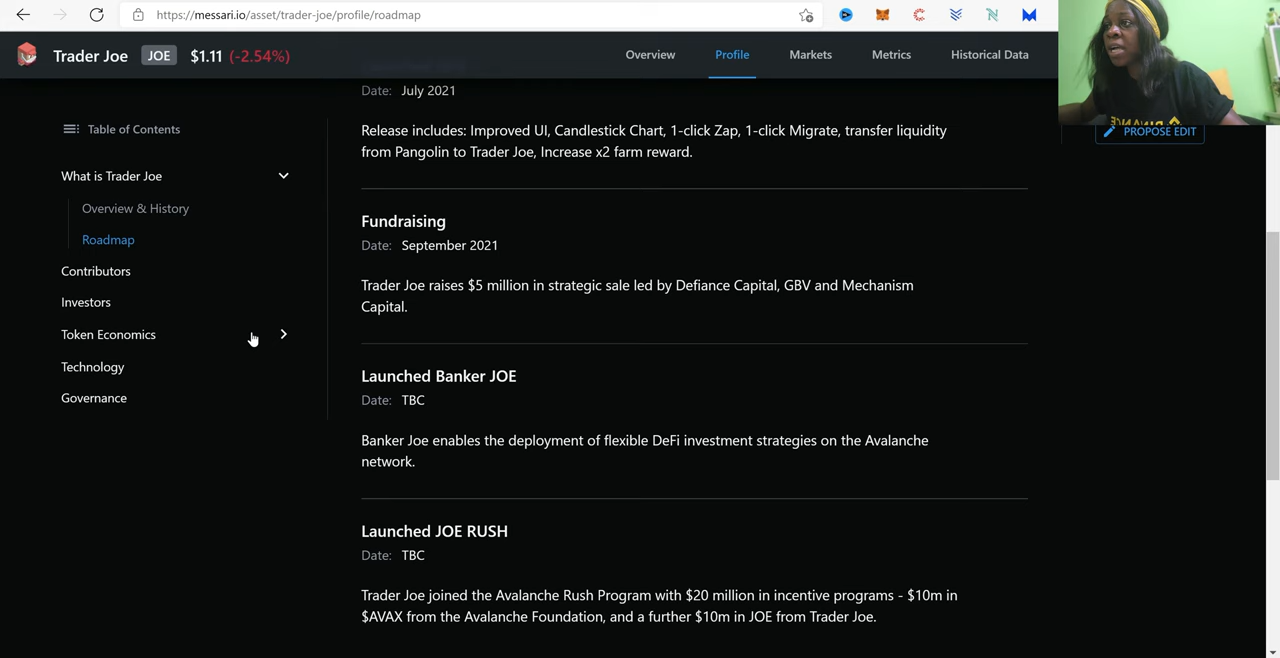 https://messari.io/asset/trader-joe/profile/roadmap
Trader Joe JOE $1.11 (-2.54%) Overview Profile Markets Metrics Historical Data
Date: July 2021
Table of Contents
PROPOSE EDIT
Release includes: Improved UI, Candlestick Chart, 1-click Zap, 1-click Migrate, transfer liquidity
from Pangolin to Trader Joe, Increase x2 farm reward.
What is Trader Joe
Overview & History
Roadmap
Contributors
Investors
Token Economics
Technology
Governance
Fundraising
Date: September 2021
Trader Joe raises $5 million in strategic sale led by Defiance Capital, GBV and Mechanism
Capital.
Launched Banker JOE
Date: TBC
Banker Joe enables the deployment of flexible DeFi investment strategies on the Avalanche
network.
Launched JOE RUSH
Date: TBC
Trader Joe joined the Avalanche Rush Program with $20 million in incentive programs - $10m in
$AVAX from the Avalanche Foundation, and a further $10m in JOE from Trader Joe.